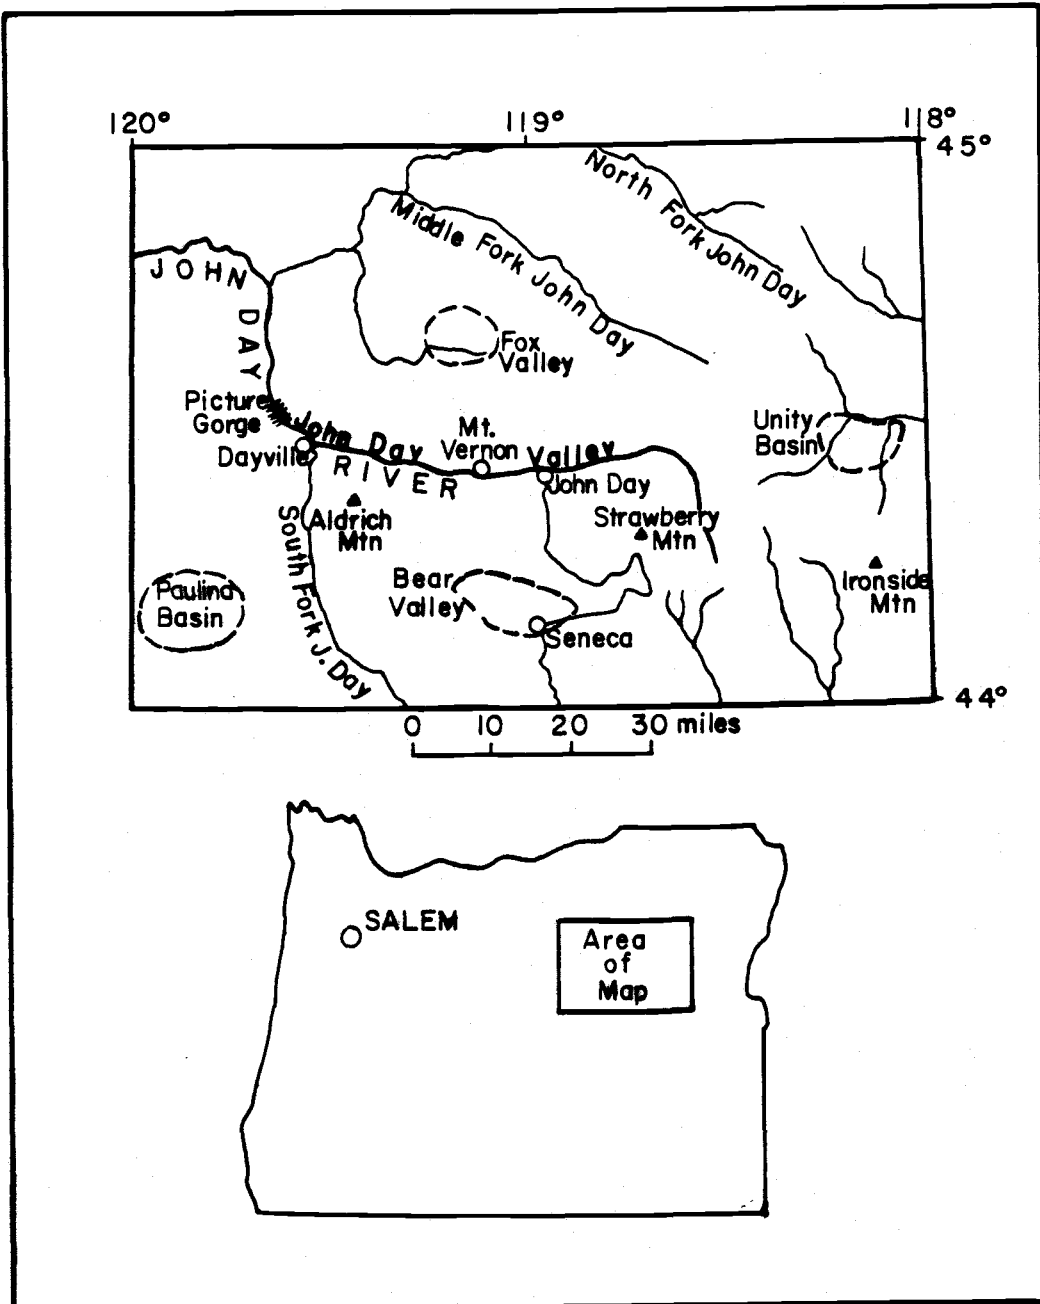 120°
119°
118°
45°
North Fork John Day
Middle Fork John Day
JOHN DAY
Fox
Valley
Picture
Gorge
John Day Valley
Mt.
Vernon
Unity
Basin
Dayville
RIVER
John Day
Aldrich
Mtn
Strawberry
Mtn
South Fork J. Day
Bear
Valley
Ironside
Mtn
Paulina
Basin
Seneca
44°
0 10 20 30 miles
SALEM
Area
of
Map